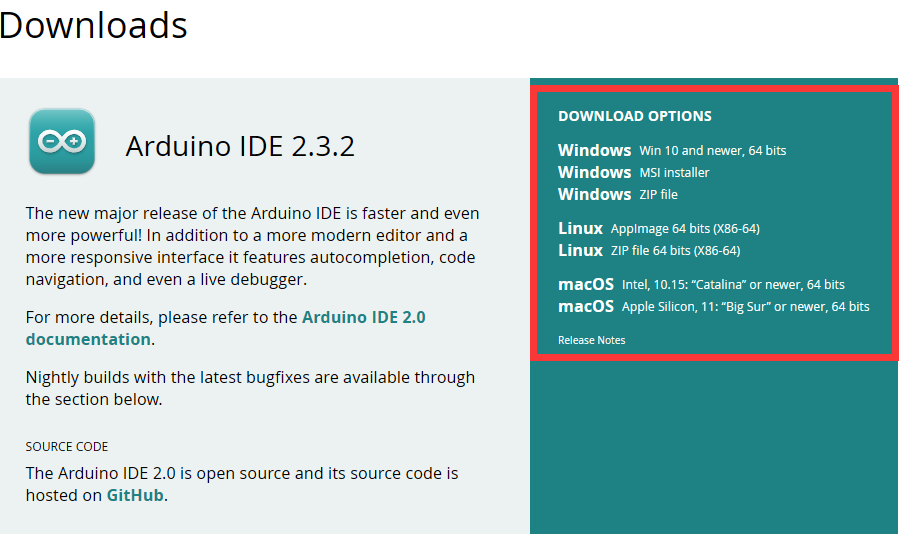 Downloads
Arduino IDE 2.3.2
The new major release of the Arduino IDE is faster and even
more powerful! In addition to a more modern editor and a
more responsive interface it features autocompletion, code
navigation, and even a live debugger.
For more details, please refer to the Arduino IDE 2.0
documentation.
Nightly builds with the latest bugfixes are available through
the section below.
SOURCE CODE
The Arduino IDE 2.0 is open source and its source code is
hosted on GitHub.
DOWNLOAD OPTIONS
Windows Win 10 and newer, 64 bits
Windows MSI installer
Windows ZIP file
Linux AppImage 64 bits (X86-64)
Linux ZIP file 64 bits (X86-64)
macOS Intel, 10.15: “Catalina” or newer, 64 bits
macOS Apple Silicon, 11: “Big Sur” or newer, 64 bits
Release Notes